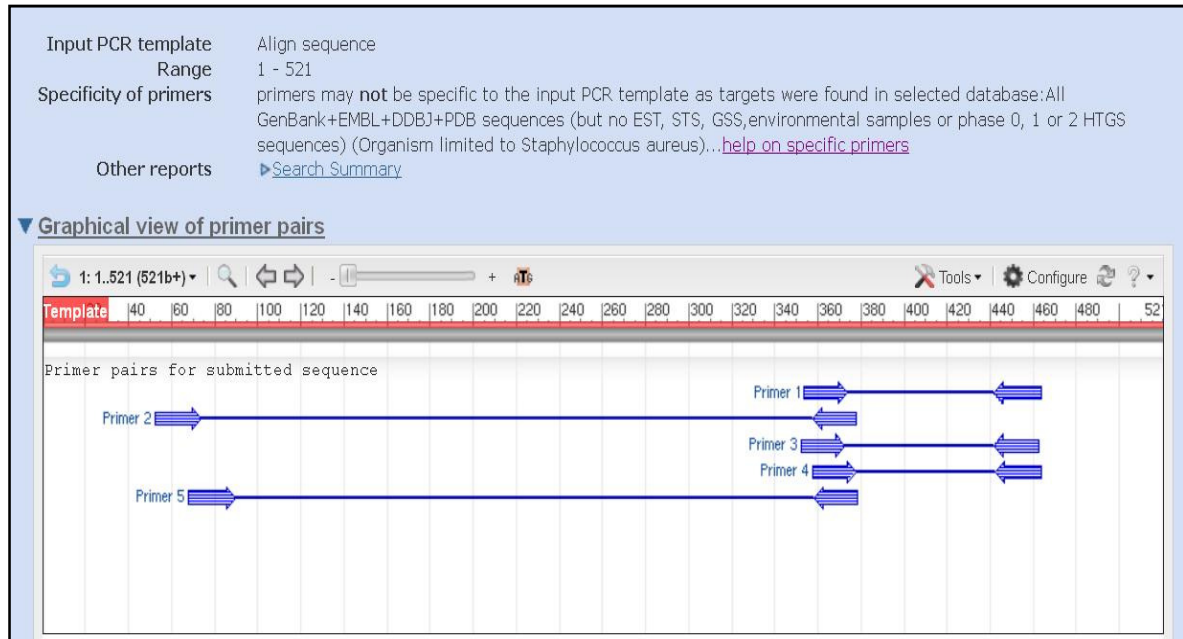 Input PCR template Align sequence
Range 1 - 521
Specificity of primers primers may not be specific to the input PCR template as targets were found in selected database:All
GenBank+EMBL+DDBJ+PDB sequences (but no EST, STS, GSS,environmental samples or phase 0, 1 or 2 HTGS
sequences) (Organism limited to Staphylococcus aureus)...help on specific primers
Other reports Search Summary
Graphical view of primer pairs
1: 1..521 (521b+) - + ATG Tools Configure ?
Template 40 60 80 100 120 140 160 180 200 220 240 260 280 300 320 340 360 380 400 420 440 460 480 52
Primer pairs for submitted sequence
Primer 1
Primer 2
Primer 3
Primer 4
Primer 5